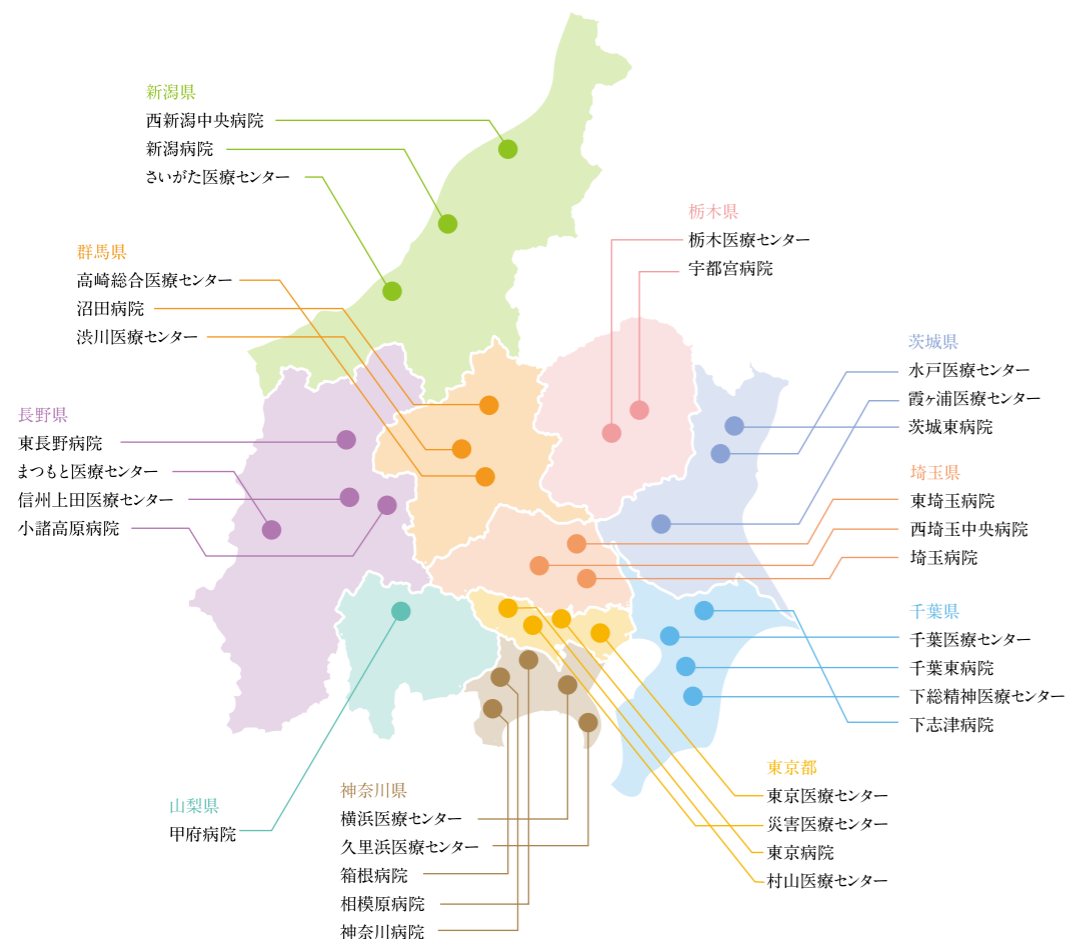 新潟県
西新潟中央病院
新潟病院
さいがた医療センター
群馬県
高崎総合医療センター
沼田病院
渋川医療センター
長野県
東長野病院
まつもと医療センター
信州上田医療センター
小諸高原病院
山梨県
甲府病院
神奈川県
横浜医療センター
久里浜医療センター
箱根病院
相模原病院
神奈川病院
栃木県
栃木医療センター
宇都宮病院
茨城県
水戸医療センター
霞ヶ浦医療センター
茨城東病院
埼玉県
東埼玉病院
西埼玉中央病院
埼玉病院
千葉県
千葉医療センター
千葉東病院
下総精神医療センター
下志津病院
東京都
東京医療センター
災害医療センター
東京病院
村山医療センター